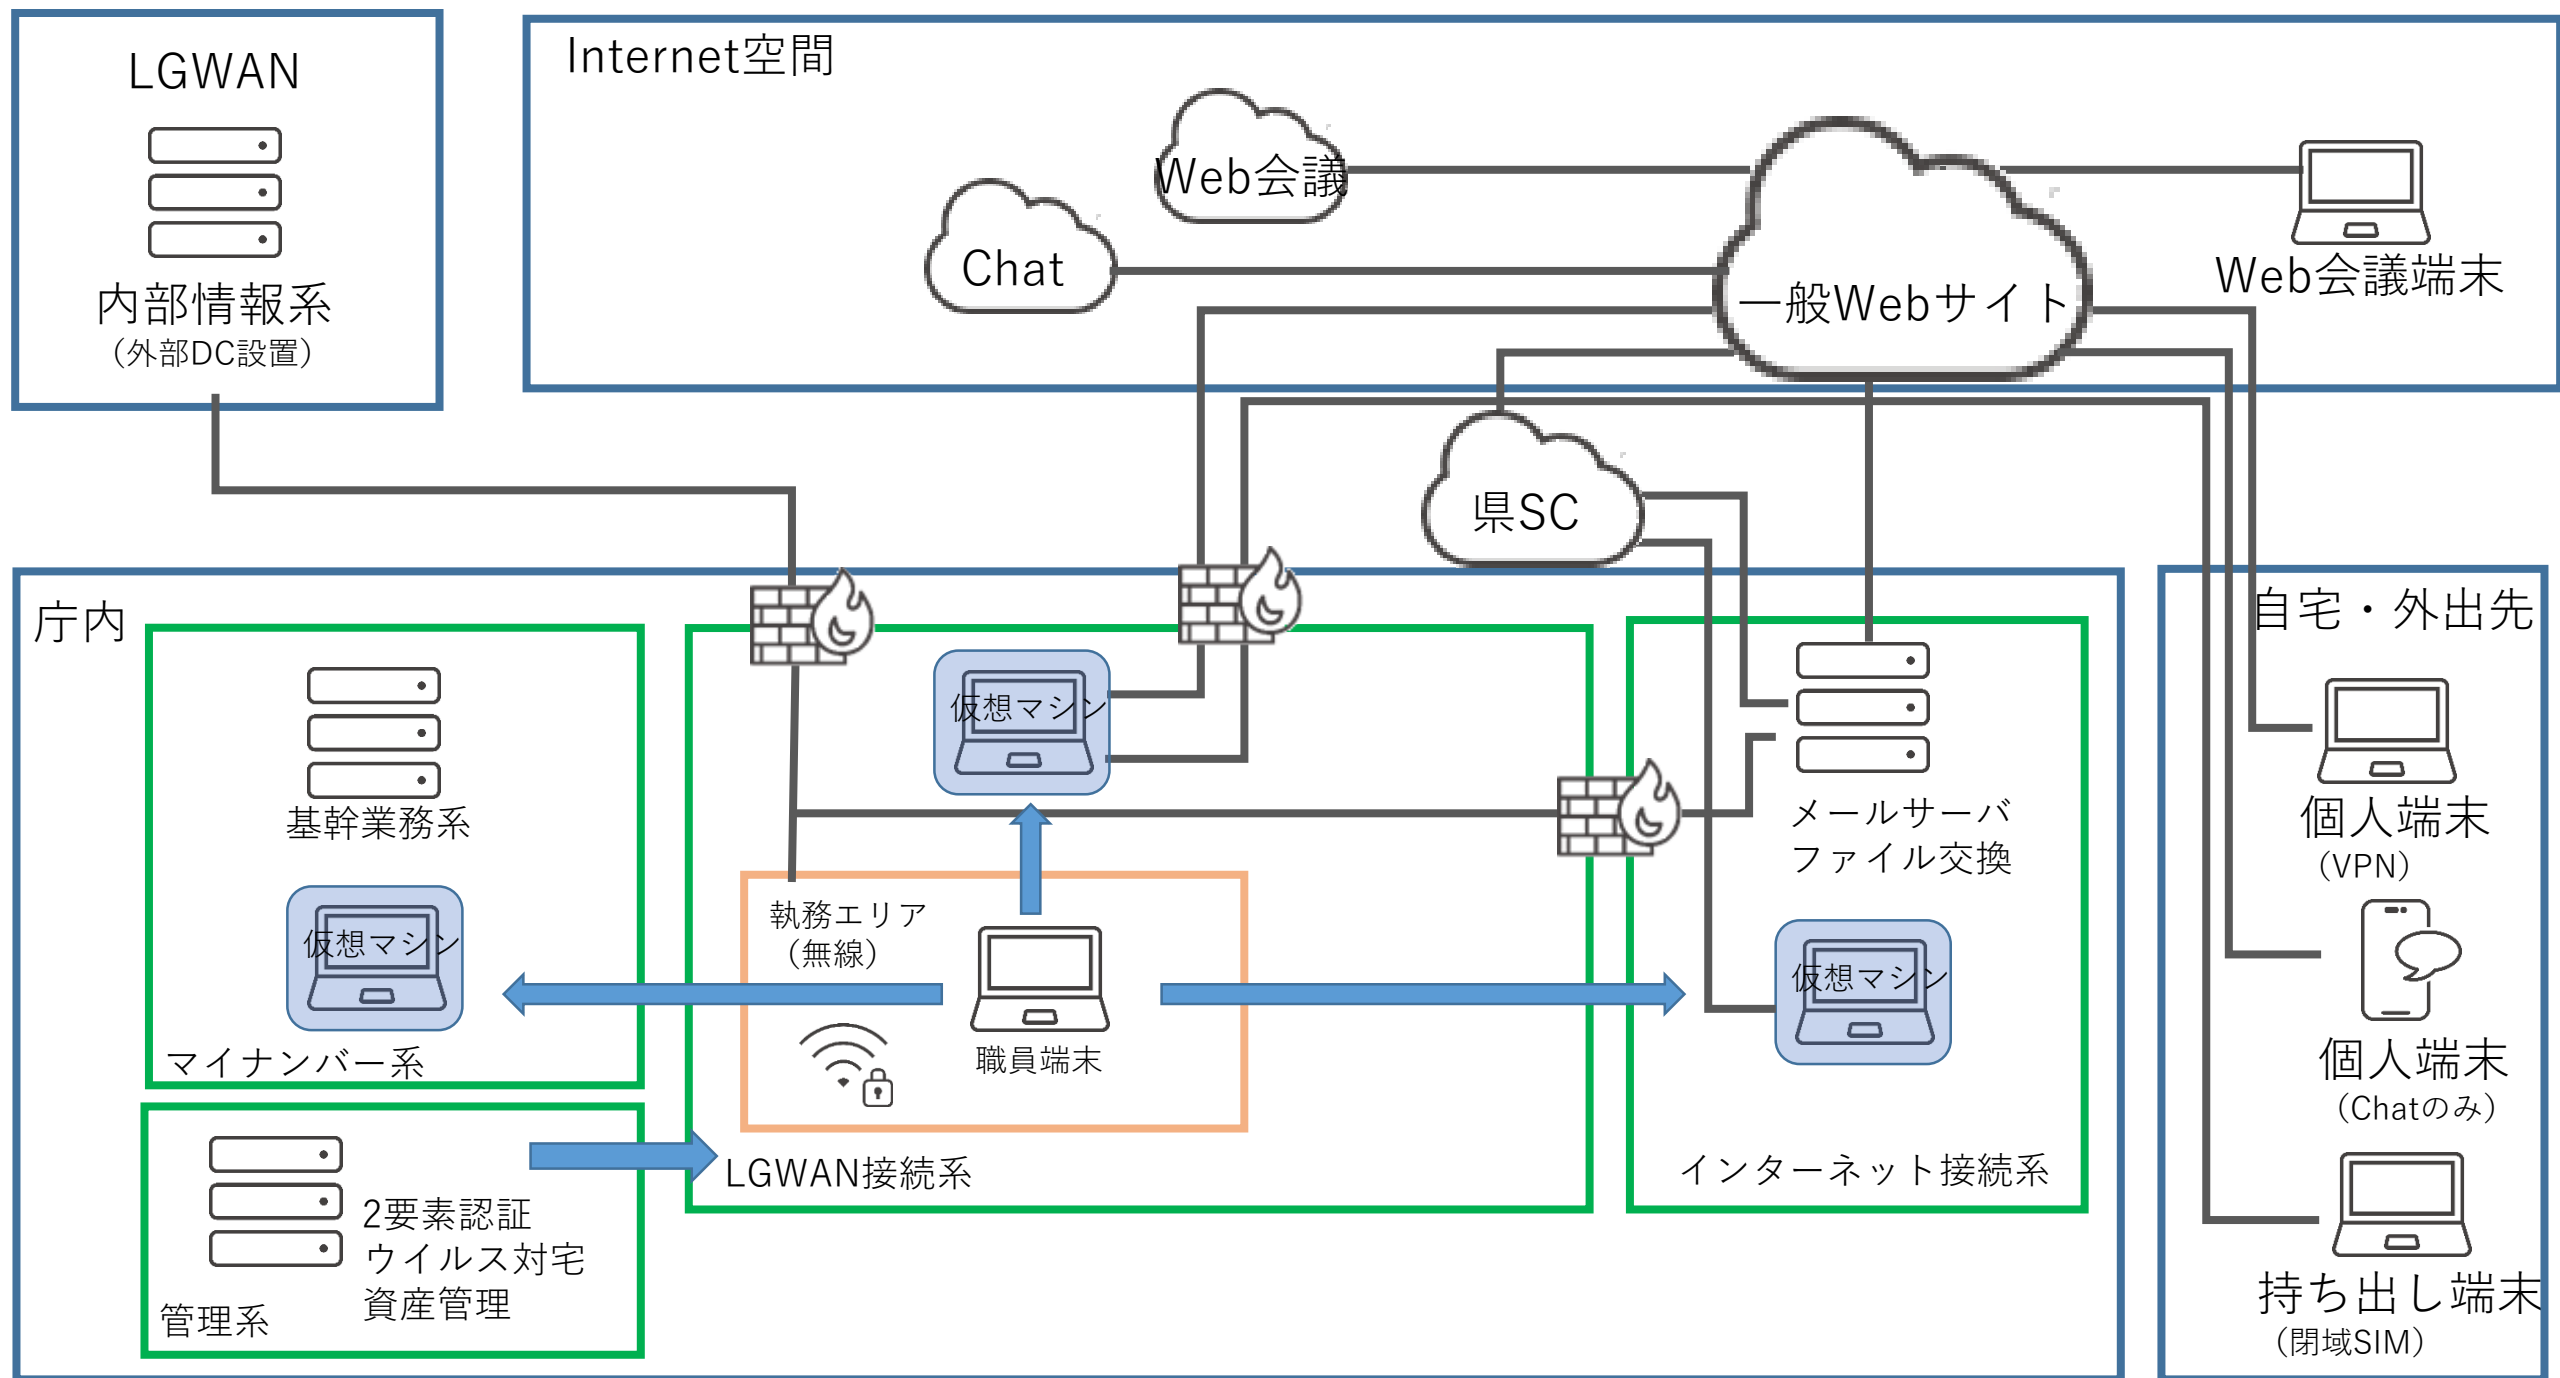 LGWAN
内部情報系
（外部DC設置）
Internet空間
Web会議
Chat
一般Webサイト
Web会議端末
県SC
庁内
基幹業務系
仮想マシン
マイナンバー系
2要素認証
ウイルス対宅
資産管理
管理系
仮想マシン
執務エリア
（無線）
職員端末
LGWAN接続系
メールサーバ
ファイル交換
仮想マシン
インターネット接続系
自宅・外出先
個人端末
（VPN）
個人端末
（Chatのみ）
持ち出し端末
（閉域SIM）